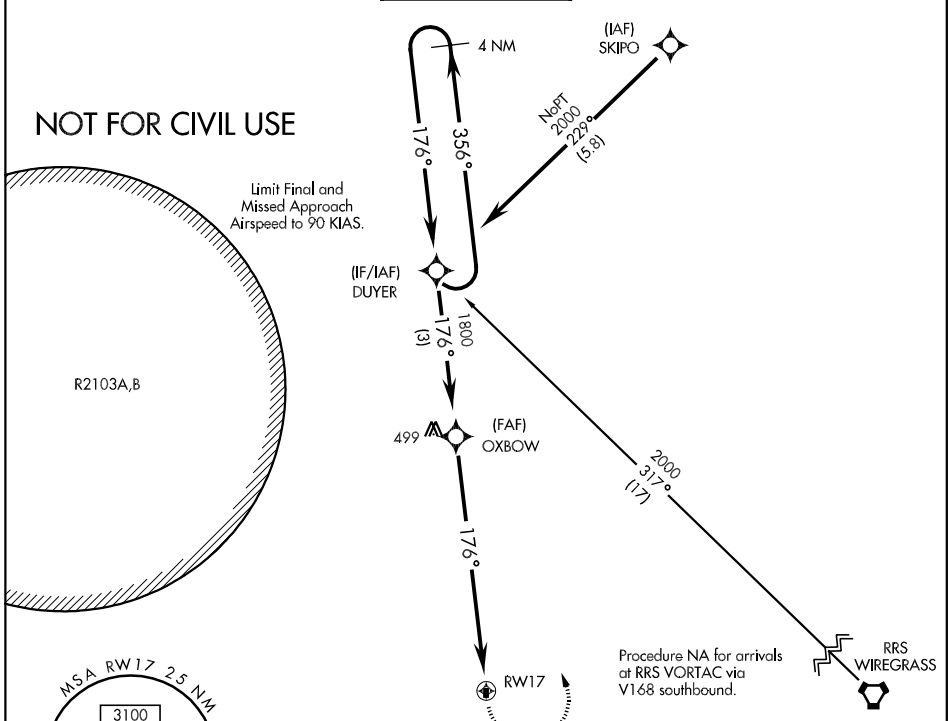 (IAF)
SKIPO
4 NM
NOT FOR CIVIL USE
NoPT
2000
229°
(5.8)
176°
356°
Limit Final and
Missed Approach
Airspeed to 90 KIAS.
(IF/IAF)
DUYER
1800
176°
(3)
R2103A,B
499
(FAF)
OXBOW
2000
317°
(17)
176°
Procedure NA for arrivals
at RRS VORTAC via
V168 southbound.
RRS
WIREGRASS
RW17
MSA RW17 25 NM
3100